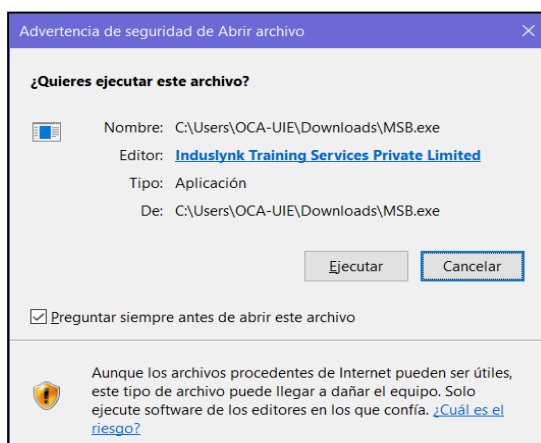 Advertencia de seguridad de Abrir archivo
¿Quieres ejecutar este archivo?
Nombre: C:\Users\OCA-UIE\Downloads\MSB.exe
Editor: Induslynk Training Services Private Limited
Tipo: Aplicación
De: C:\Users\OCA-UIE\Downloads\MSB.exe
Ejecutar Cancelar
Preguntar siempre antes de abrir este archivo
Aunque los archivos procedentes de Internet pueden ser útiles,
este tipo de archivo puede llegar a dañar el equipo. Solo
ejecute software de los editores en los que confía. ¿Cuál es el
riesgo?